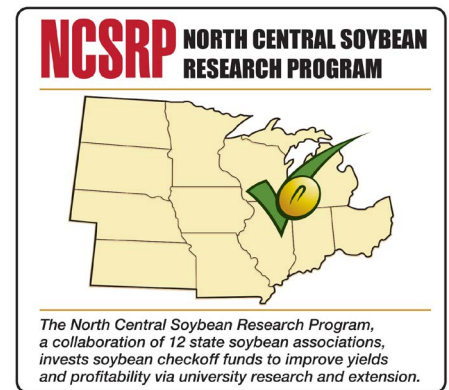 NCSRP NORTH CENTRAL SOYBEAN
RESEARCH PROGRAM
The North Central Soybean Research Program,
a collaboration of 12 state soybean associations,
invests soybean checkoff funds to improve yields
and profitability via university research and extension.